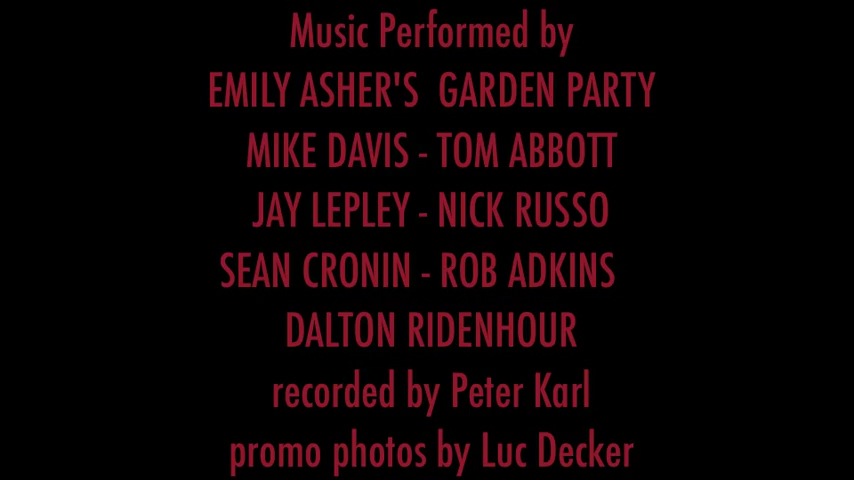 Music Performed by
EMILY ASHER'S GARDEN PARTY
MIKE DAVIS - TOM ABBOTT
JAY LEPLEY - NICK RUSSO
SEAN CRONIN - ROB ADKINS
DALTON RIDENHOUR
recorded by Peter Karl
promo photos by Luc Decker